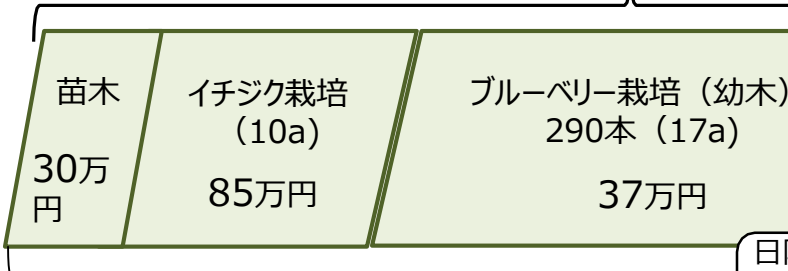 苗木
30万
円
イチジク栽培
（10a)
85万円
ブルーベリー栽培（幼木）
290本（17a)
37万円